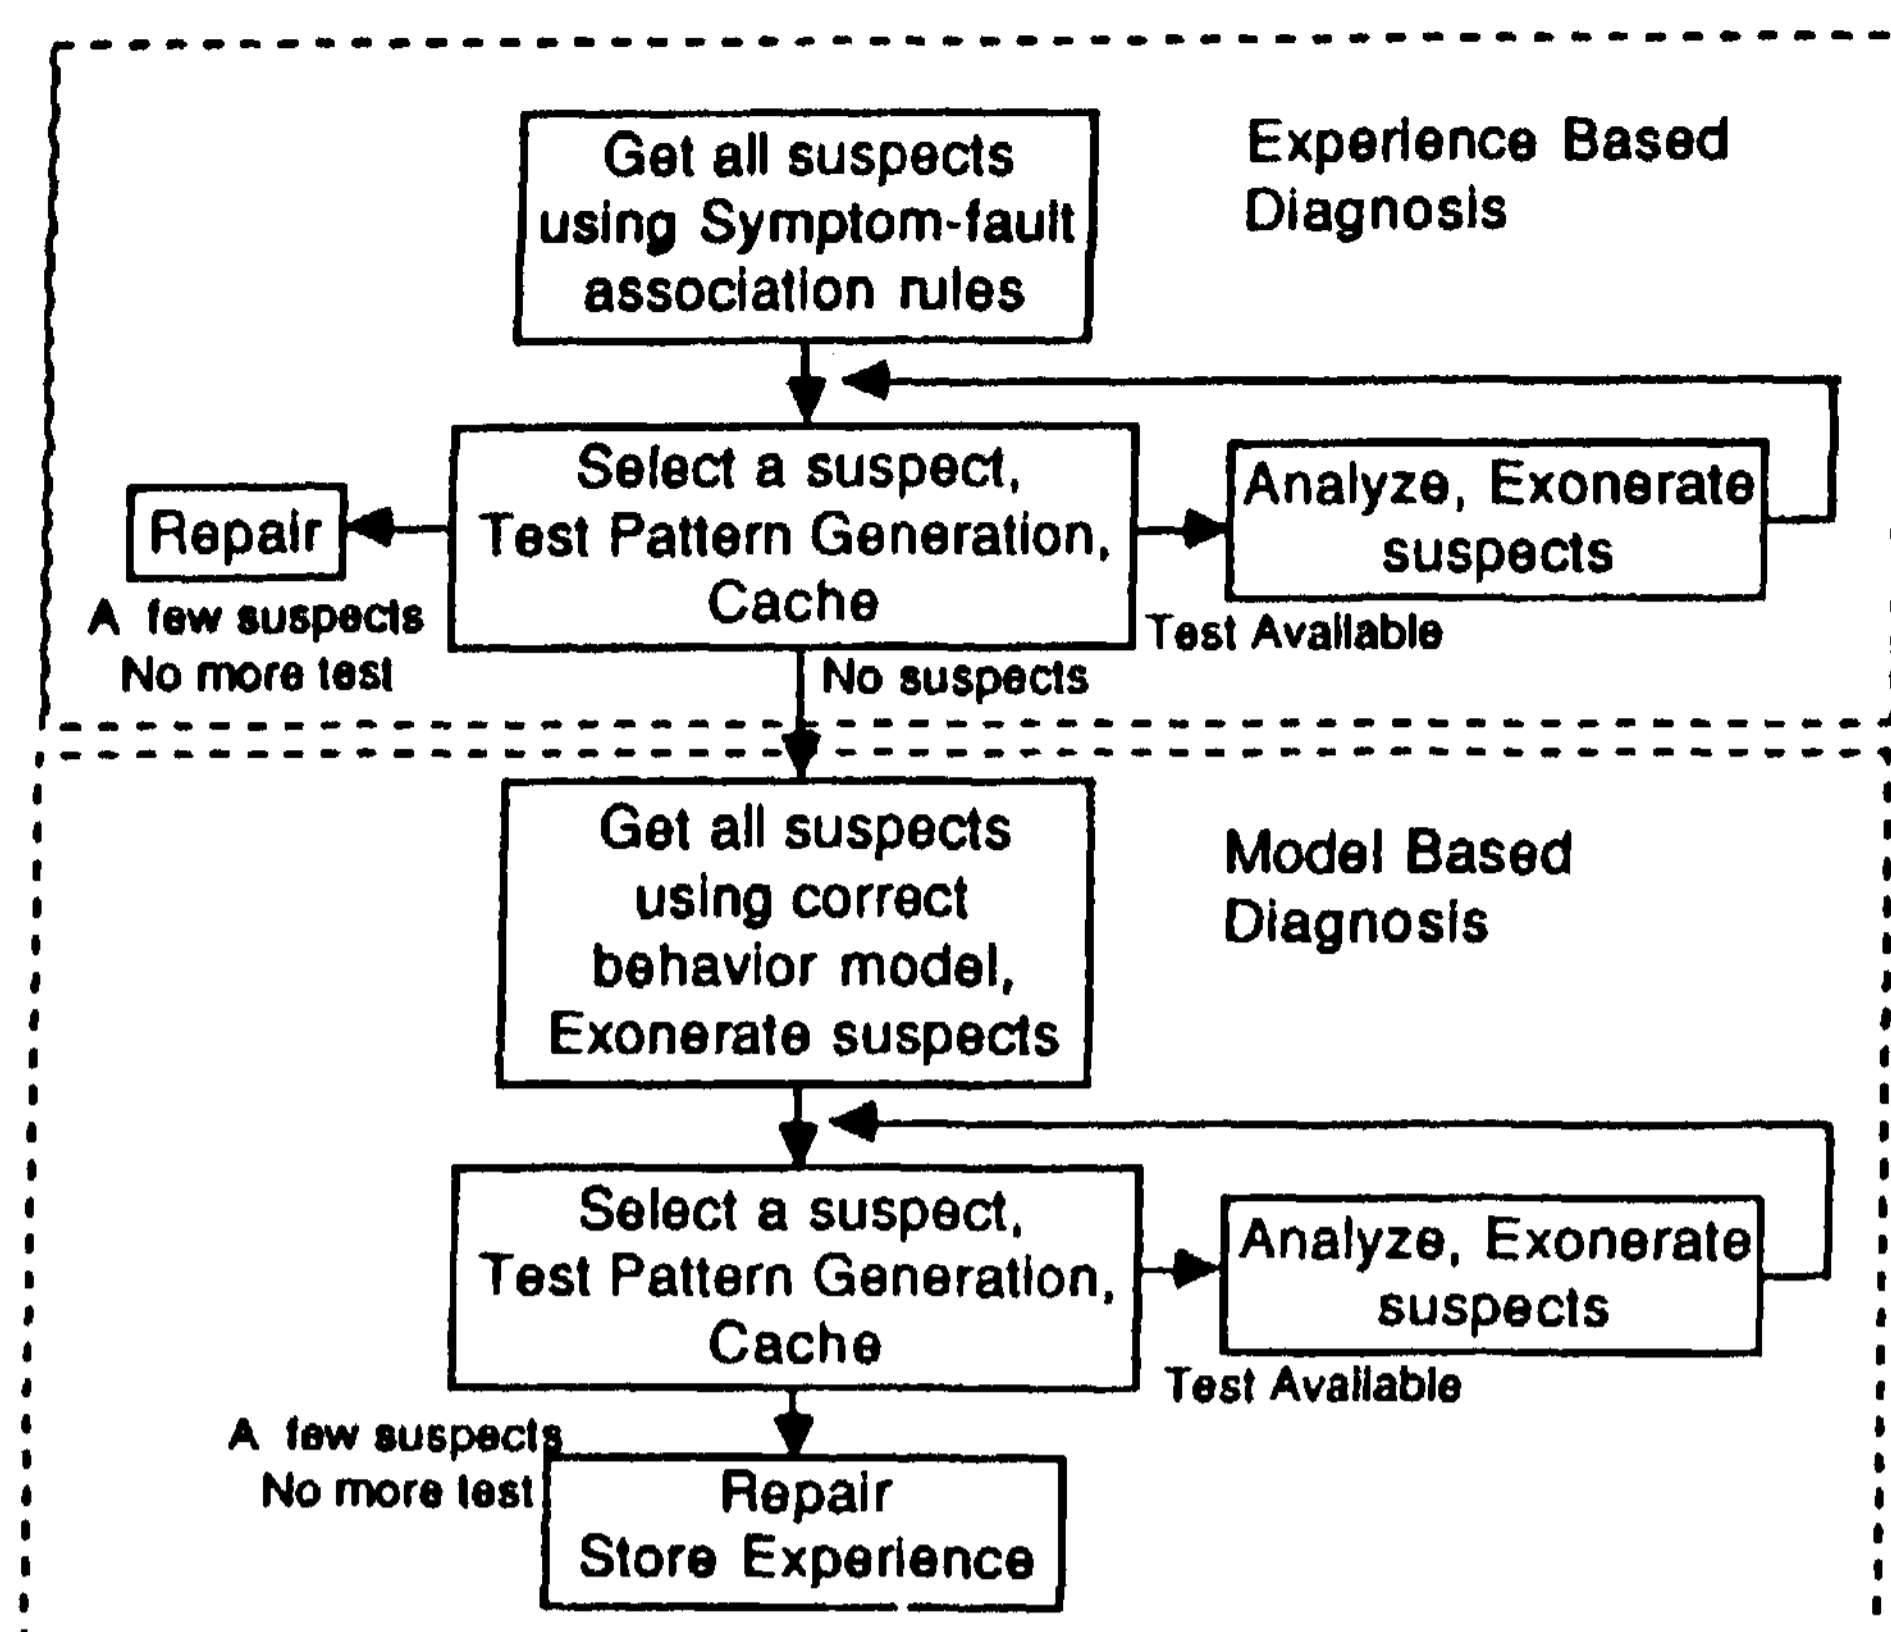 Get all suspects
using Symptom-fault
association rules
Experience Based
Diagnosis
Select a suspect,
Test Pattern Generation,
Cache
Analyze, Exonerate
suspects
Repair
A few suspects
No more test
Test Available
No suspects
Get all suspects
using correct
behavior model,
Exonerate suspects
Model Based
Diagnosis
Select a suspect,
Test Pattern Generation,
Cache
Analyze, Exonerate
suspects
Test Available
A few suspects
No more test
Repair
Store Experience